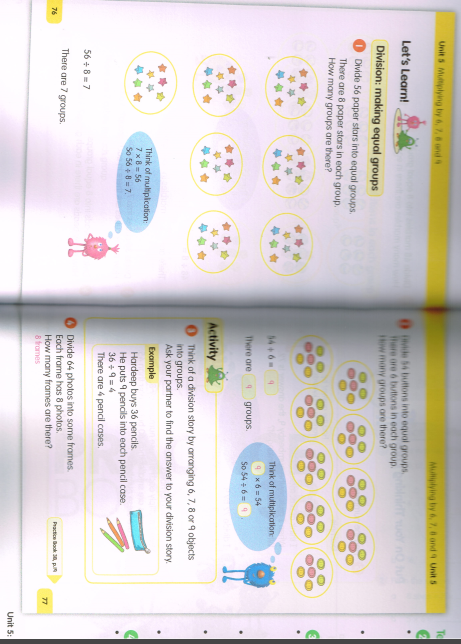 Unit 5 Multiplying by 6, 7, 8 and 9
Let's Learn!
Division: making equal groups
1 Divide 56 paper stars into equal groups.
There are 8 paper stars in each group.
How many groups are there?
Think of multiplication:
7 × 8 = 56
So 56 ÷ 8 = 7.
56 ÷ 8 = 7
There are 7 groups.
76
Multiplying by 6, 7, 8 and 9 Unit 5
Divide 54 buttons into equal groups.
There are 6 buttons in each group.
How many groups are there?
54 ÷ 6 = 9
There are 9 groups.
Think of multiplication:
9 × 6 = 54
So 54 ÷ 6 = 9
Activity
3 Think of a division story by arranging 6, 7, 8 or 9 objects
into groups.
Ask your partner to find the answer to your division story.
Example
Hardeep buys 36 pencils.
He puts 9 pencils into each pencil case.
36 ÷ 9 = 4
There are 4 pencil cases.
4 Divide 64 photos into some frames.
Each frame has 8 photos.
How many frames are there?
8 frames
Practice Book 3B, p.
77
Unit 5: